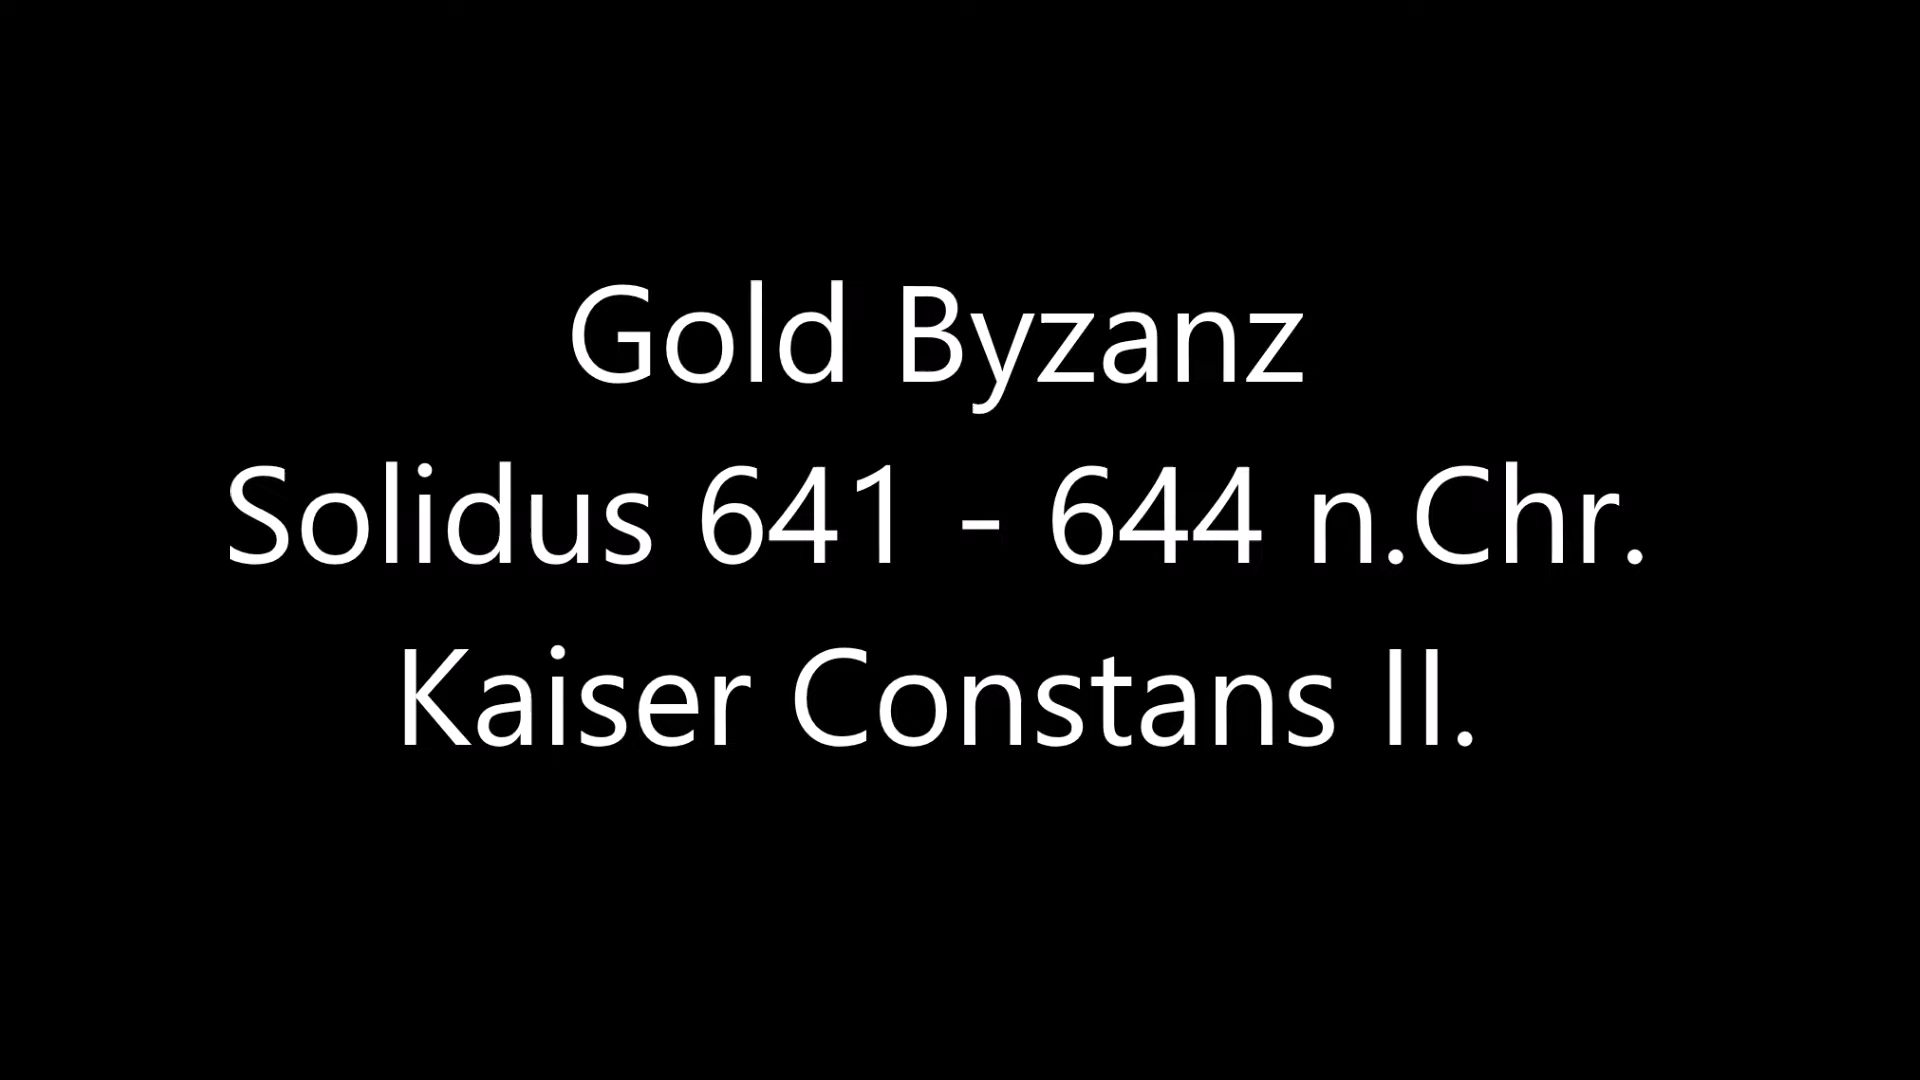 Gold Byzanz
Solidus 641 - 644 n.Chr.
Kaiser Constans II.